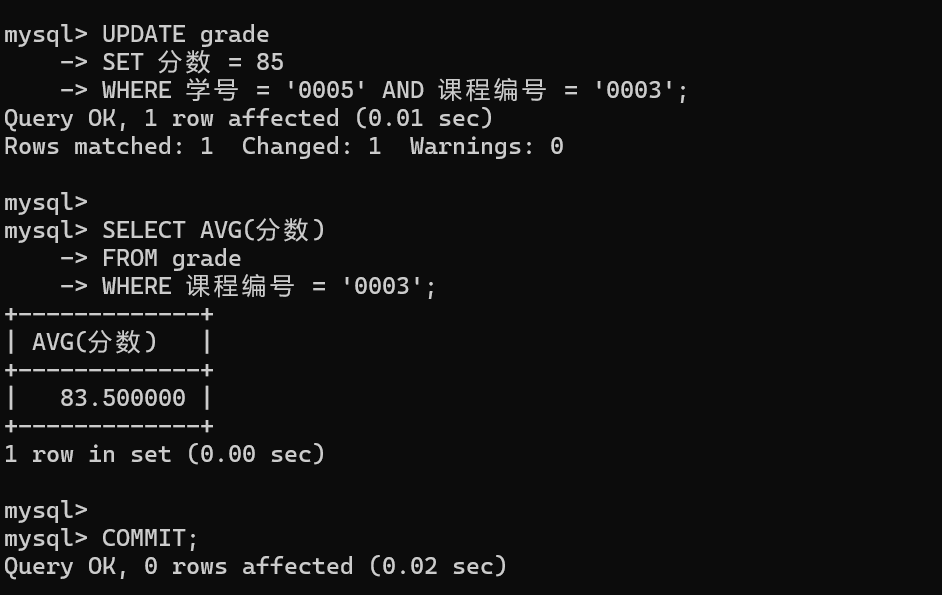 mysql> UPDATE grade
    -> SET 分数 = 85
    -> WHERE 学号 = '0005' AND 课程编号 = '0003';
Query OK, 1 row affected (0.01 sec)
Rows matched: 1  Changed: 1  Warnings: 0
mysql>
mysql> SELECT AVG(分数)
    -> FROM grade
    -> WHERE 课程编号 = '0003';
+-------------+
| AVG(分数)   |
+-------------+
|   83.500000 |
+-------------+
1 row in set (0.00 sec)
mysql>
mysql> COMMIT;
Query OK, 0 rows affected (0.02 sec)